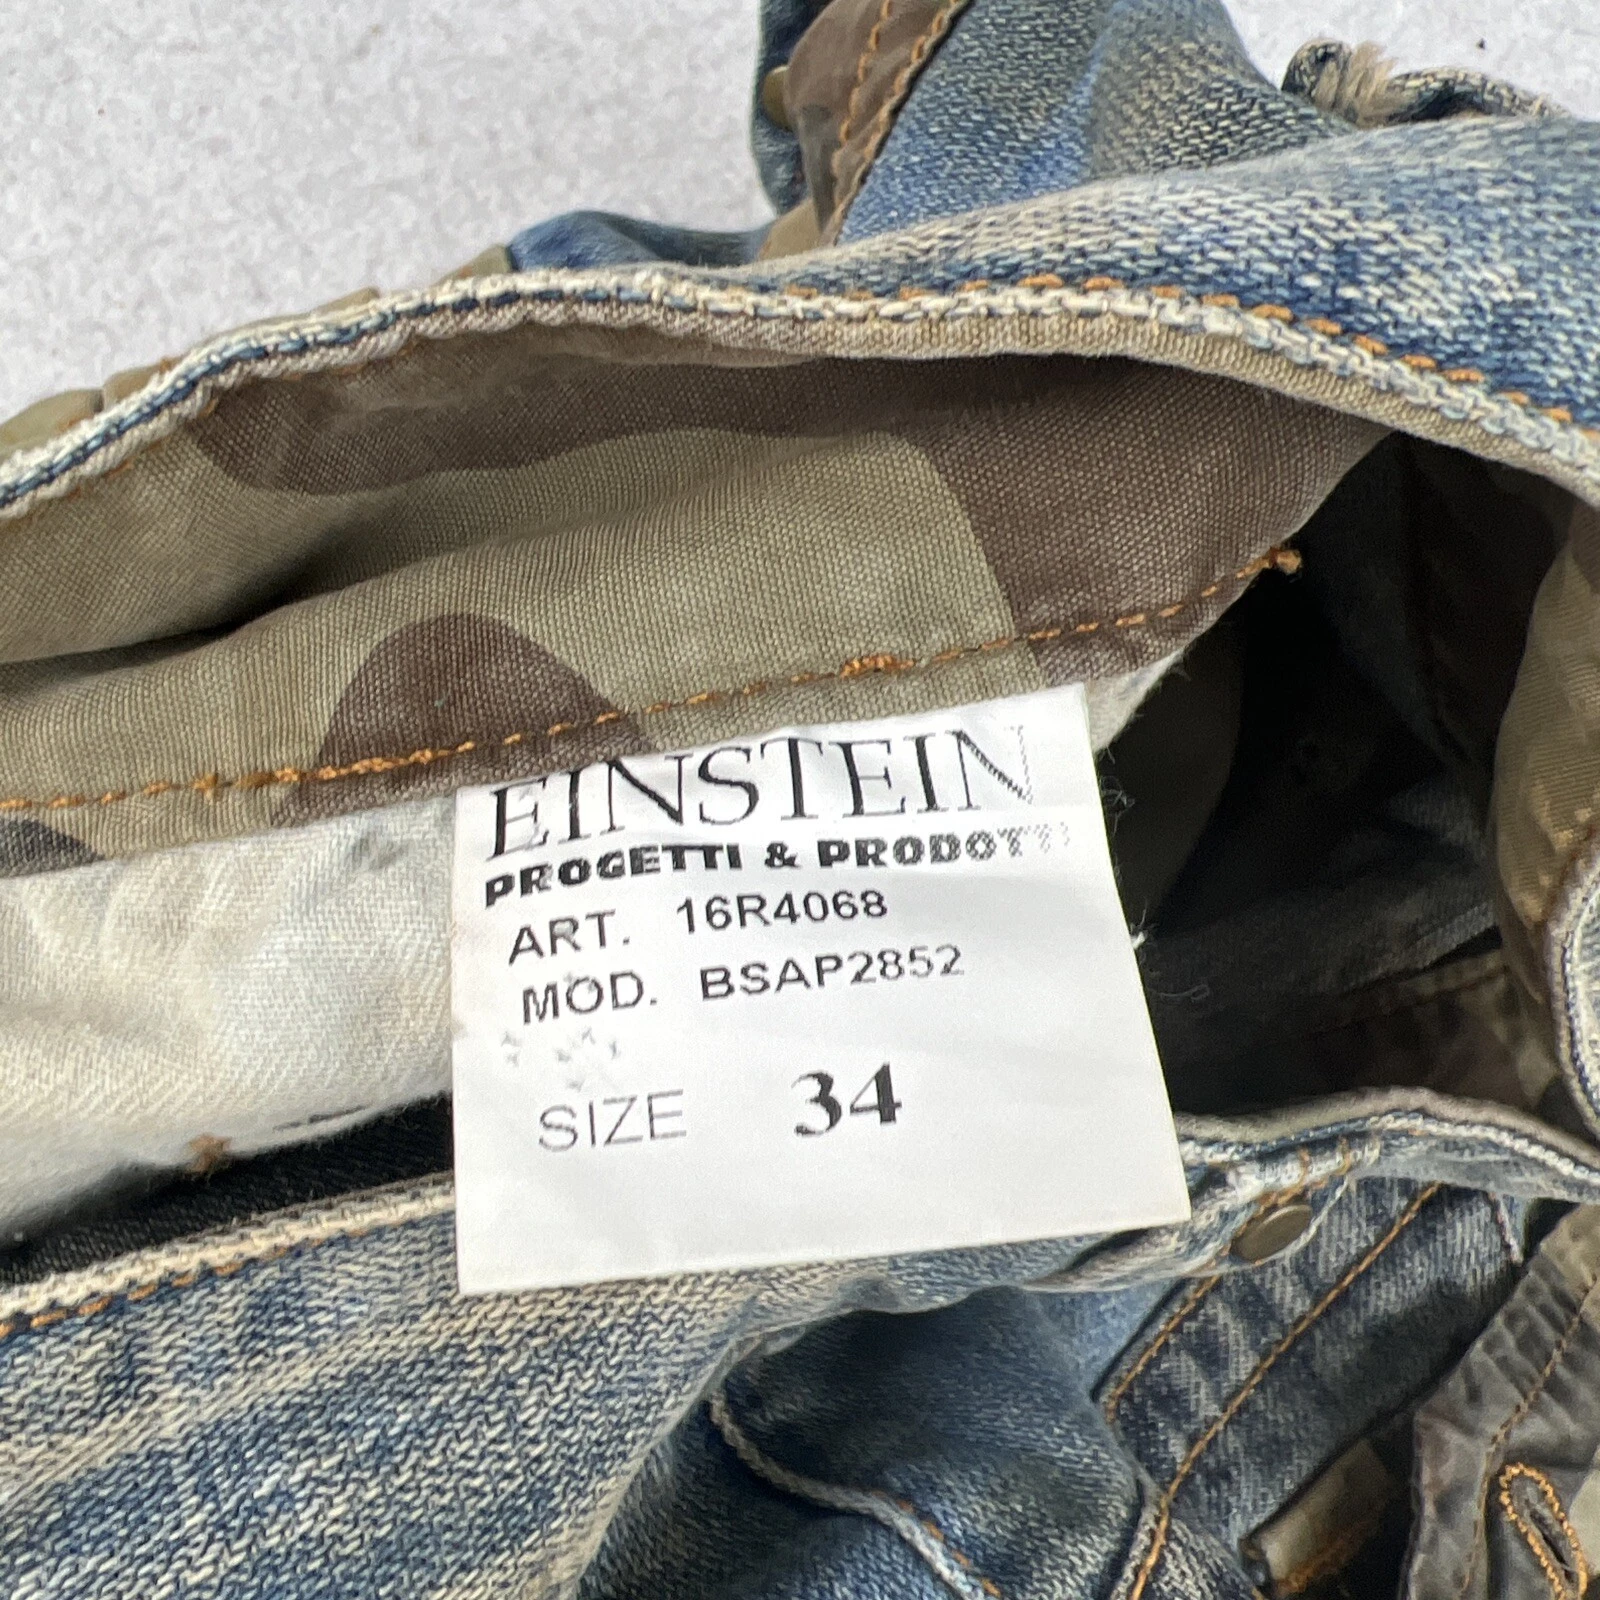 EINSTEIN
PROGETTI & PRODOTTI
ART. 16R4068
MOD. BSAP2852
SIZE 34